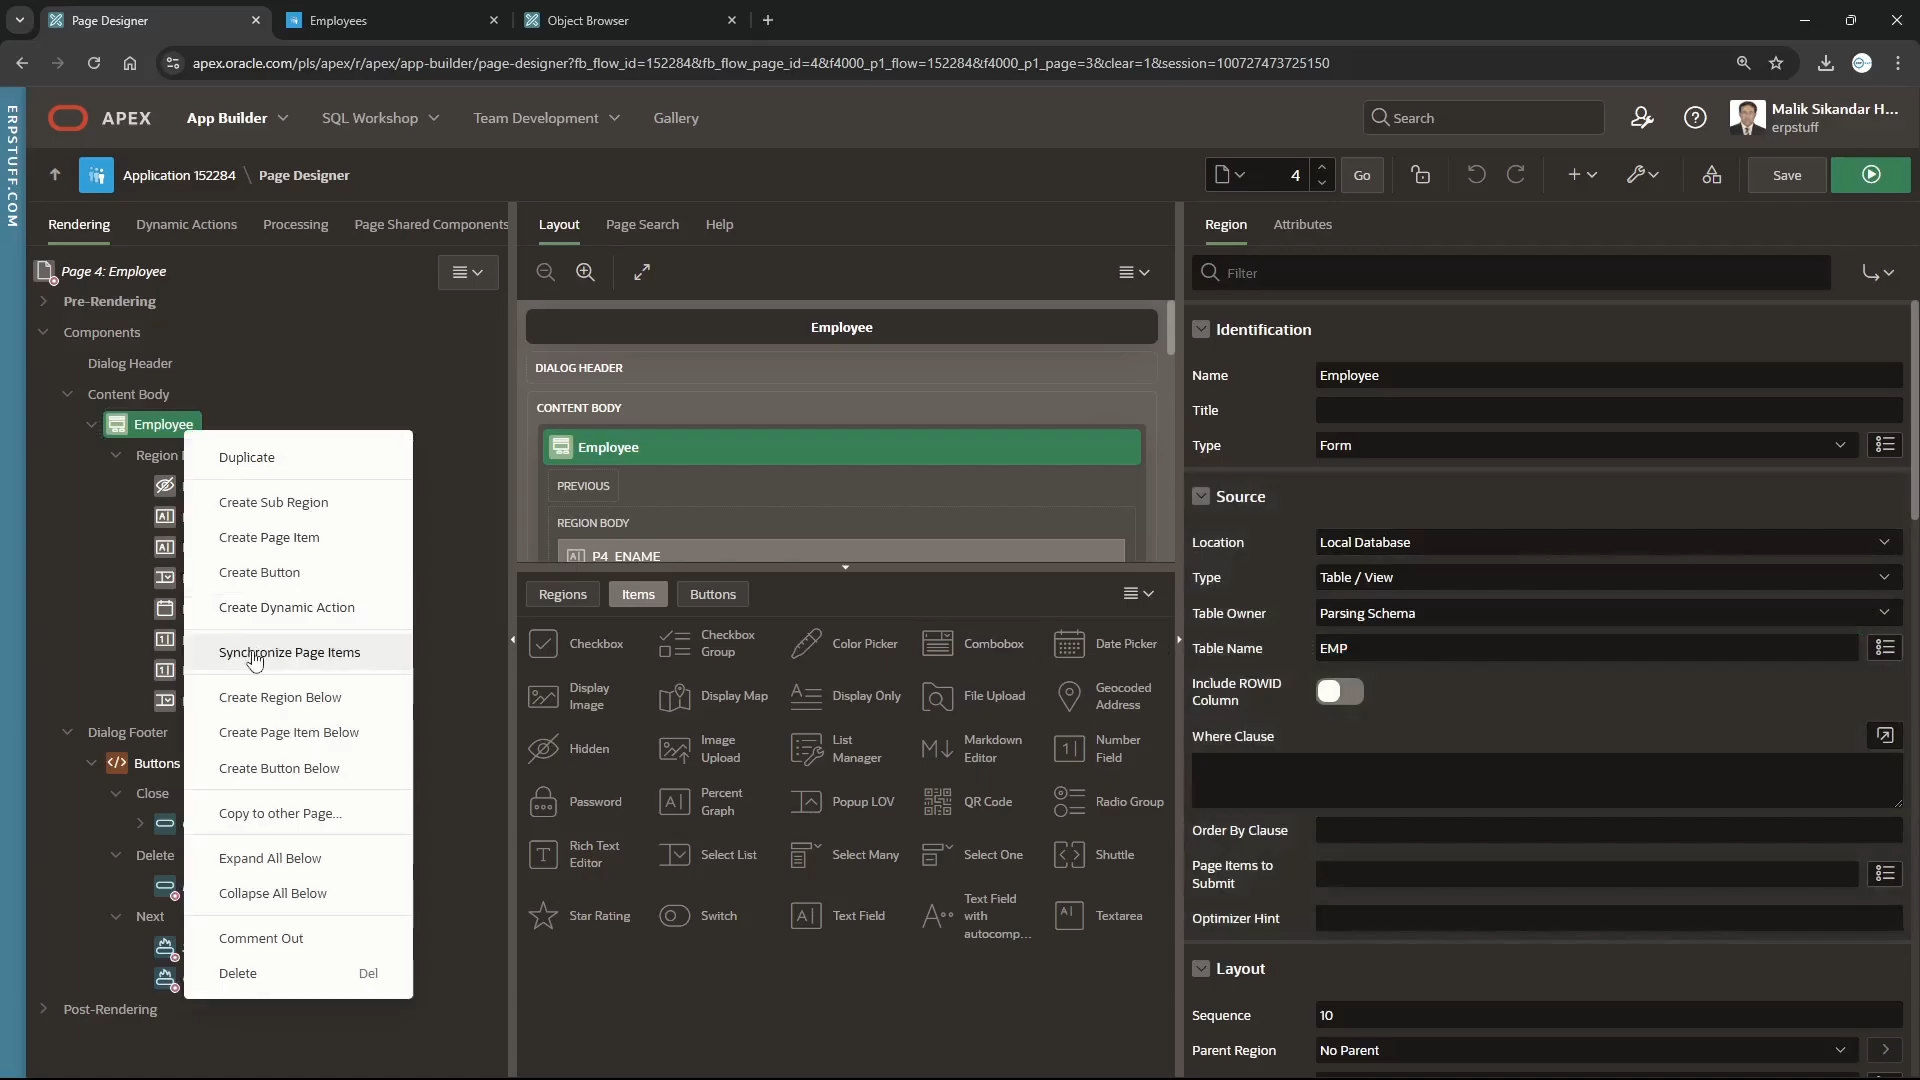 Page Designer
Employees
Object Browser
apex.oracle.com/pls/apex/r/apex/app-builder/page-designer?fb_flow_id=152284&fb_flow_page_id=4&f4000_p1_flow=152284&f4000_p1_page=3&clear=1&session=100727473725150
ERPSTUFF.COM
APEX
App Builder
SQL Workshop
Team Development
Gallery
Search
Malik Sikandar H...
erpstuff
Application 152284 \ Page Designer
4
Go
Save
Rendering
Dynamic Actions
Processing
Page Shared Components
Layout
Page Search
Help
Region
Attributes
Page 4: Employee
Pre-Rendering
Components
Dialog Header
Content Body
Employee
Region
Dialog Footer
Buttons
Close
Delete
Next
Post-Rendering
Duplicate
Create Sub Region
Create Page Item
Create Button
Create Dynamic Action
Synchronize Page Items
Create Region Below
Create Page Item Below
Create Button Below
Copy to other Page...
Expand All Below
Collapse All Below
Comment Out
Delete Del
Employee
DIALOG HEADER
CONTENT BODY
Employee
PREVIOUS
REGION BODY
P4_ENAME
Regions
Items
Buttons
Checkbox
Checkbox Group
Color Picker
Combobox
Date Picker
Display Image
Display Map
Display Only
File Upload
Geocoded Address
Hidden
Image Upload
List Manager
Markdown Editor
Number Field
Password
Percent Graph
Popup LOV
QR Code
Radio Group
Rich Text Editor
Select List
Select Many
Select One
Shuttle
Star Rating
Switch
Text Field
Text Field with autocomp...
Textarea
Filter
Identification
Name Employee
Title
Type Form
Source
Location Local Database
Type Table / View
Table Owner Parsing Schema
Table Name EMP
Include ROWID Column
Where Clause
Order By Clause
Page Items to Submit
Optimizer Hint
Layout
Sequence 10
Parent Region No Parent